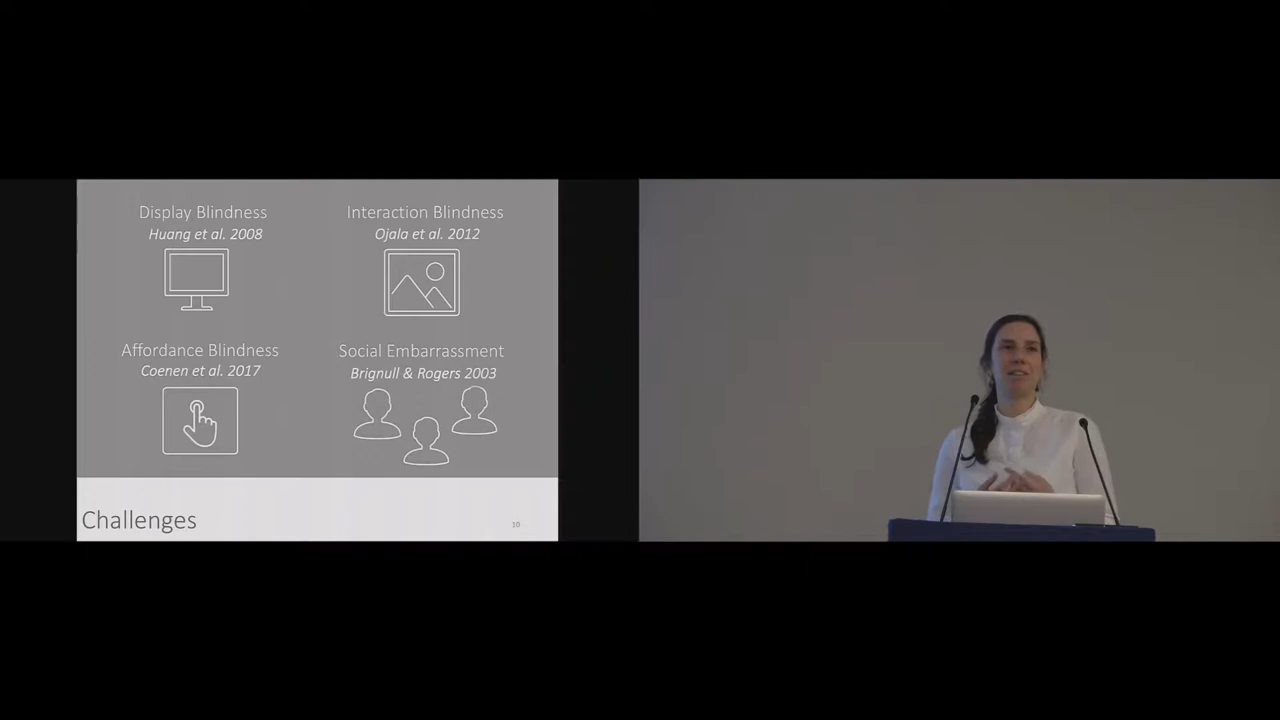 Display Blindness
Huang et al. 2008
Interaction Blindness
Ojala et al. 2012
Affordance Blindness
Coenen et al. 2017
Social Embarrassment
Brignull & Rogers 2003
Challenges
10